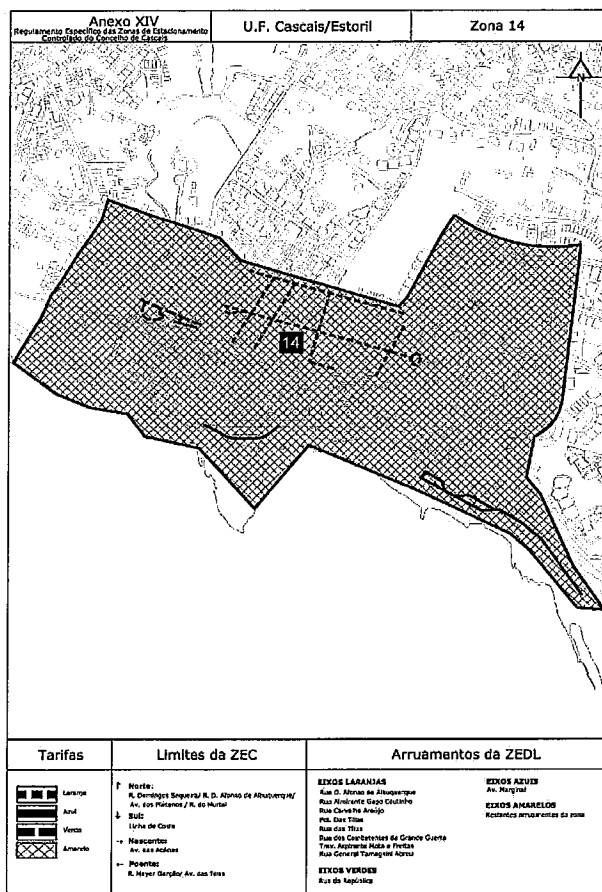 Anexo XIV
Regulamento Específico das Zonas de Estacionamento
Controlado do Concelho de Cascais
U.F. Cascais/Estoril
Zona 14
N
14
Tarifas
Laranja
Azul
Verde
Amarelo
Limites da ZEC
↑ Norte:
R. Domingos Sequeira/ R. D. Afonso de Albuquerque/
Av. dos Plátanos / R. do Murtal
↓ Sul:
Linha de Costa
→ Nascente:
Av. das Acácias
← Poente:
R. Mayer Garção/ Av. das
Arruamentos da ZEDL
EIXOS LARANJAS
Rua D. Afonso de Albuquerque
Rua Almirante Gago Coutinho
Rua Carvalho Araújo
Pct. Das Tílias
Rua das Tílias
Rua dos Combatentes da Grande Guerra
Trav. Aspirante Mota e Freitas
Rua General Tamagnini Abreu
EIXOS VERDES
Rua da República
EIXOS AZUIS
Av. Marginal
EIXOS AMARELOS
Restantes arruamentos da zona